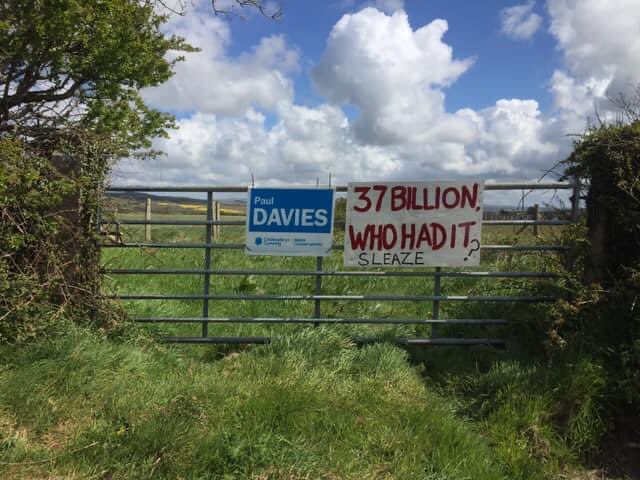 Paul
DAVIES
37 BILLION.
WHO HAD IT
SLEAZE ?